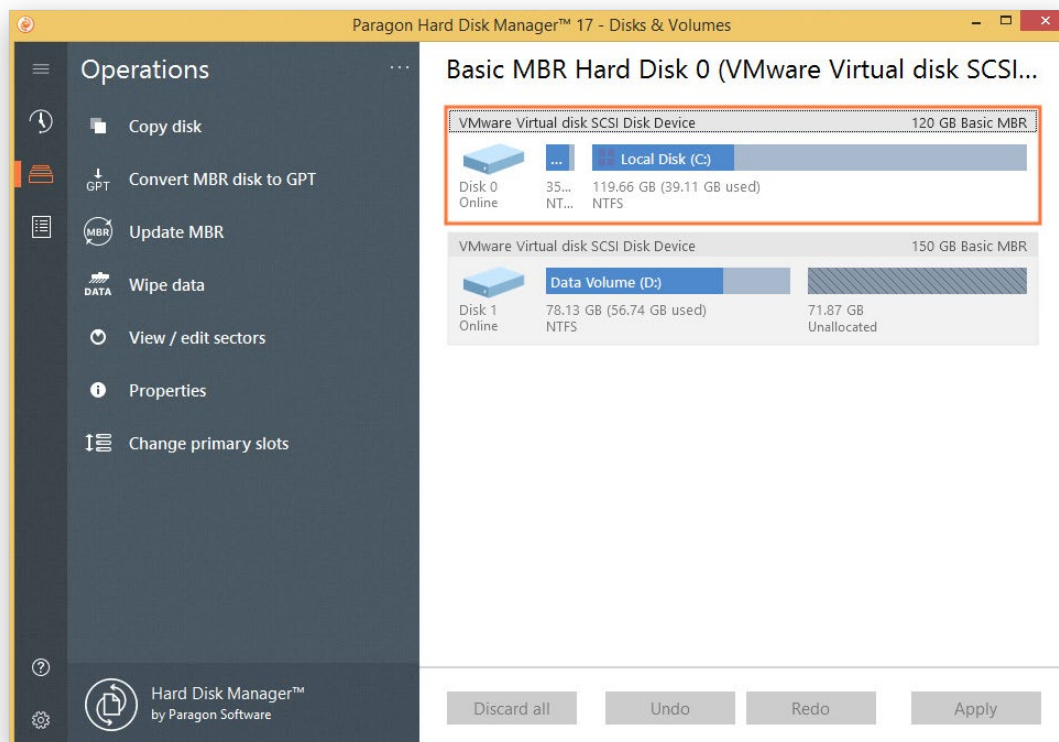 Paragon Hard Disk Manager™ 17 - Disks & Volumes
Operations
...
Copy disk
GPT
Convert MBR disk to GPT
MBR
Update MBR
DATA
Wipe data
View / edit sectors
Properties
Change primary slots
Hard Disk Manager™
by Paragon Software
Basic MBR Hard Disk 0 (VMware Virtual disk SCSI...
VMware Virtual disk SCSI Disk Device
120 GB Basic MBR
Disk 0
Online
...
35...
NT...
Local Disk (C:)
119.66 GB (39.11 GB used)
NTFS
VMware Virtual disk SCSI Disk Device
150 GB Basic MBR
Disk 1
Online
Data Volume (D:)
78.13 GB (56.74 GB used)
NTFS
71.87 GB
Unallocated
Discard all
Undo
Redo
Apply